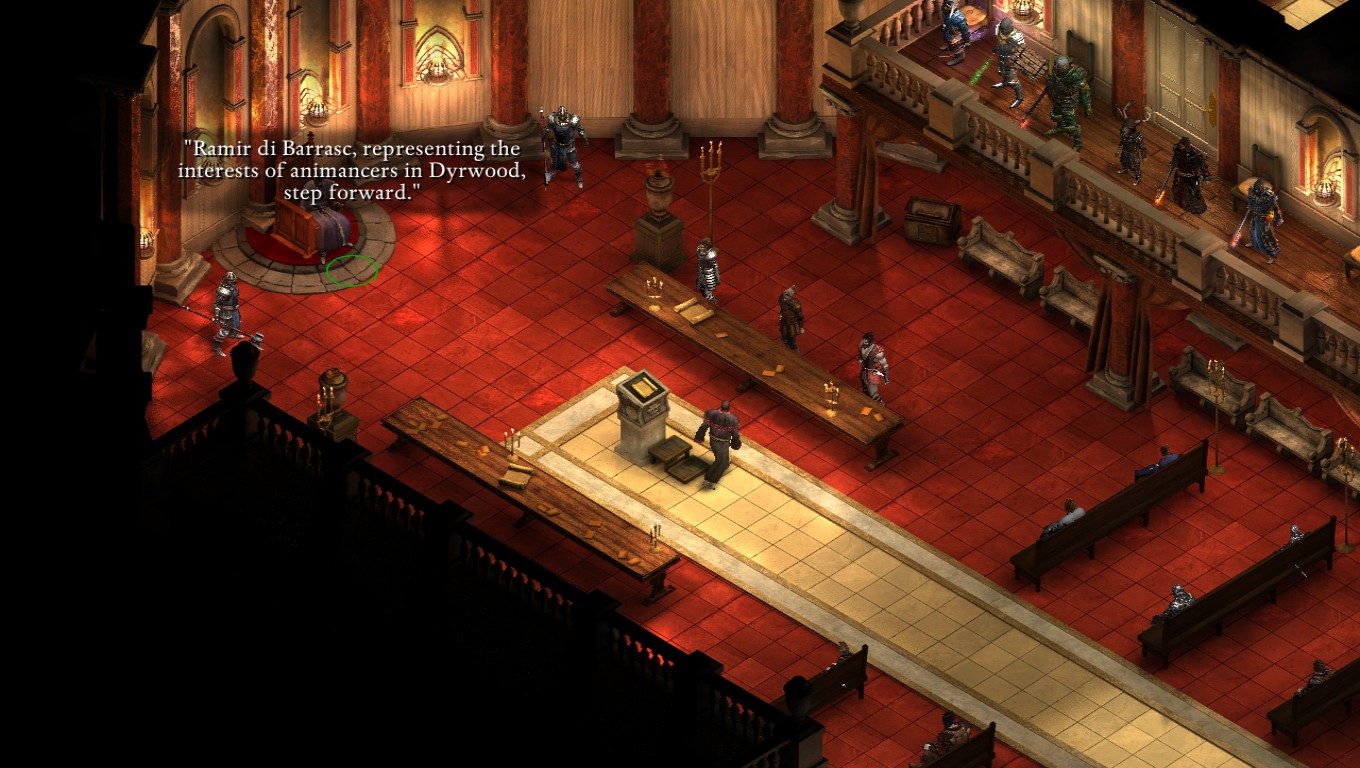 "Ramir di Barrasc, representing the
interests of animancers in Dyrwood,
step forward."